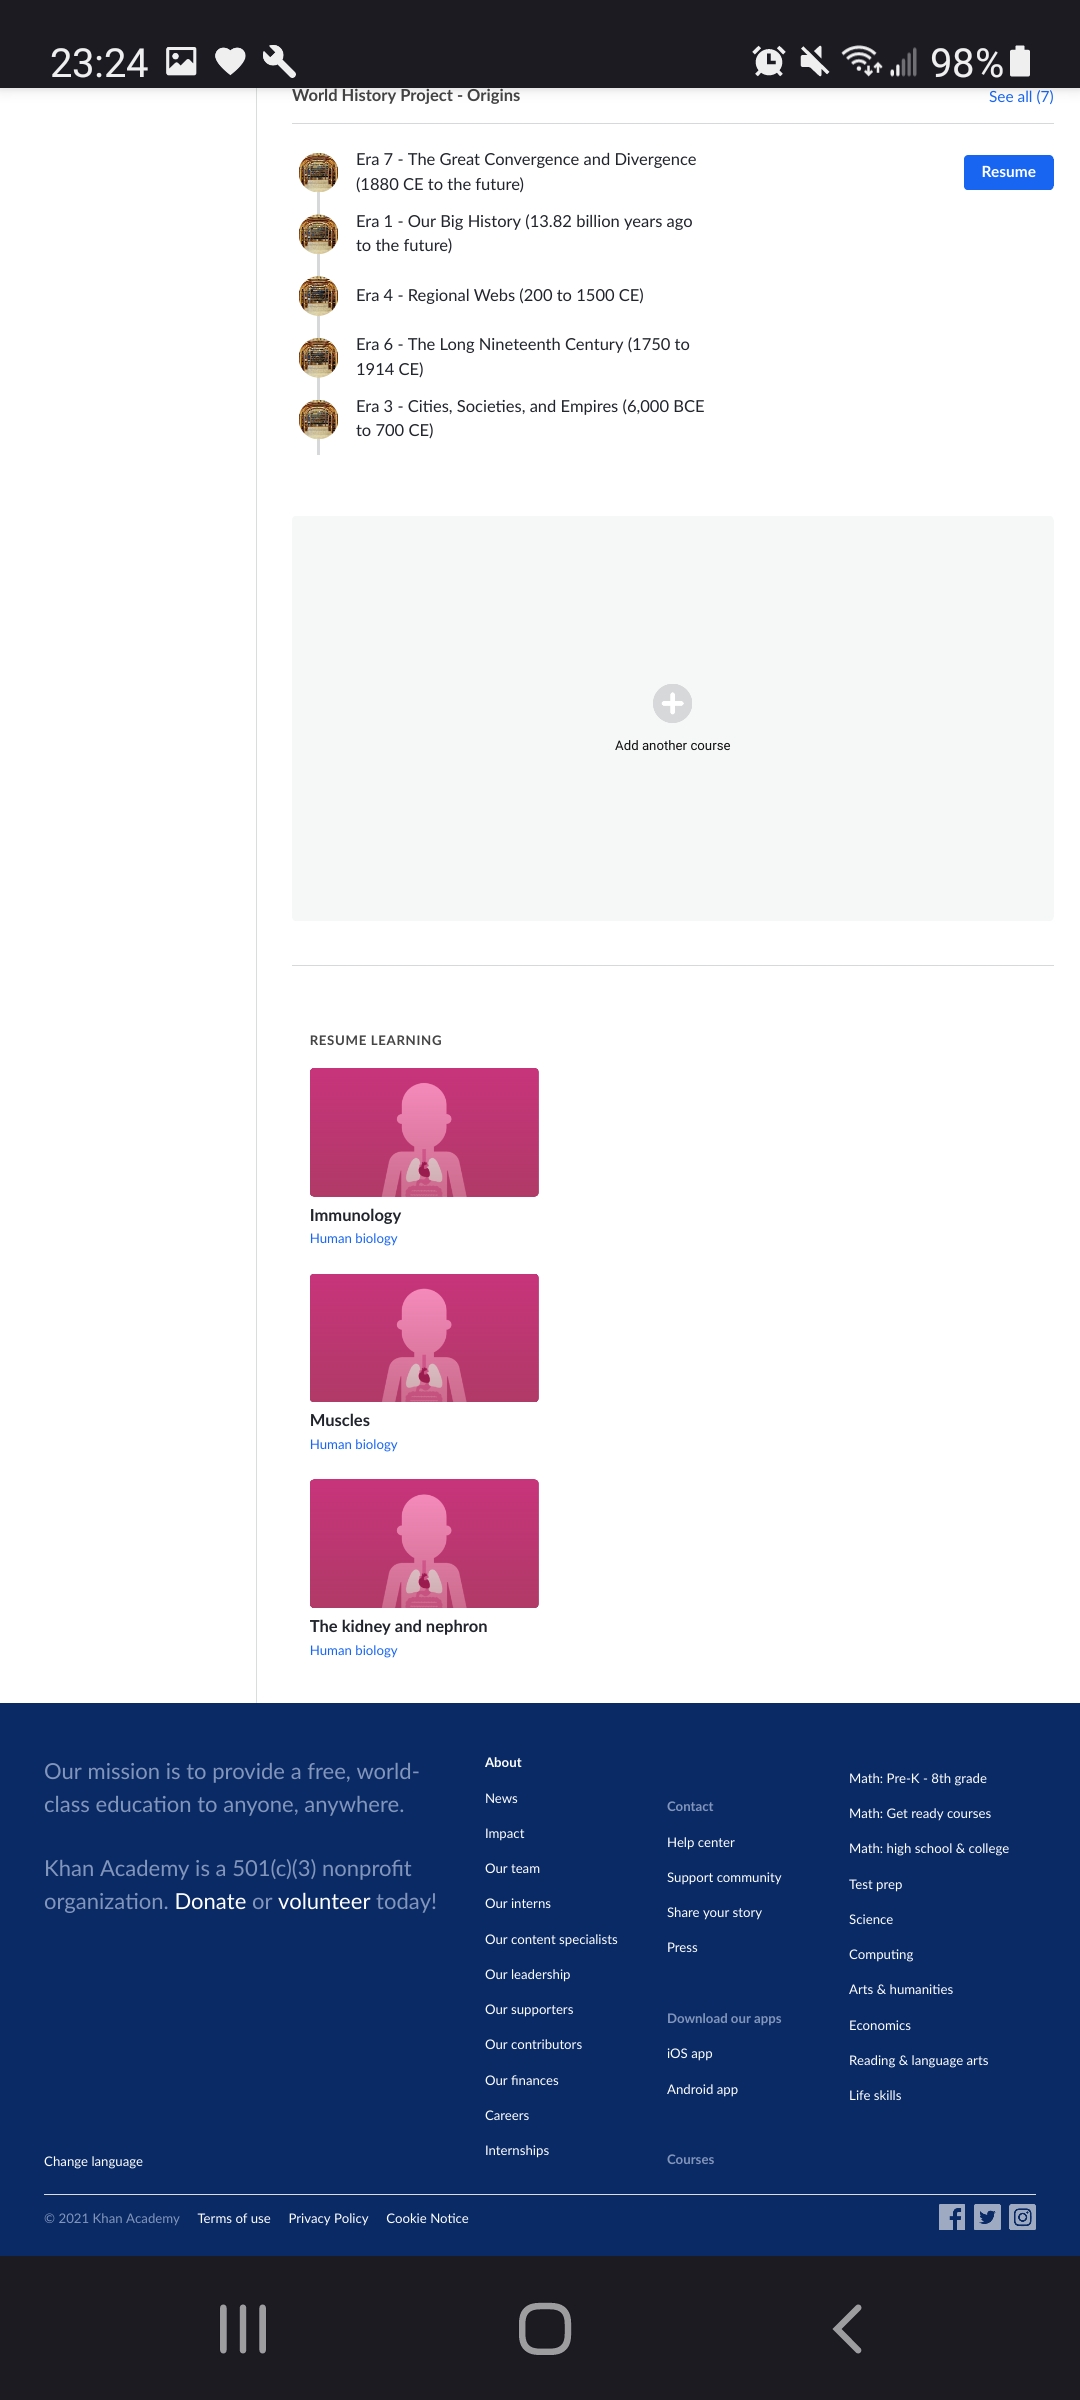 23:24
98%
World History Project - Origins
See all (7)
Era 7 - The Great Convergence and Divergence
(1880 CE to the future)
Resume
Era 1 - Our Big History (13.82 billion years ago
to the future)
Era 4 - Regional Webs (200 to 1500 CE)
Era 6 - The Long Nineteenth Century (1750 to
1914 CE)
Era 3 - Cities, Societies, and Empires (6,000 BCE
to 700 CE)
Add another course
RESUME LEARNING
Immunology
Human biology
Muscles
Human biology
The kidney and nephron
Human biology
Our mission is to provide a free, world-
class education to anyone, anywhere.
Khan Academy is a 501(c)(3) nonprofit
organization. Donate or volunteer today!
Change language
About
News
Impact
Our team
Our interns
Our content specialists
Our leadership
Our supporters
Our contributors
Our finances
Careers
Internships
Contact
Help center
Support community
Share your story
Press
Download our apps
iOS app
Android app
Courses
Math: Pre-K - 8th grade
Math: Get ready courses
Math: high school & college
Test prep
Science
Computing
Arts & humanities
Economics
Reading & language arts
Life skills
© 2021 Khan Academy
Terms of use
Privacy Policy
Cookie Notice